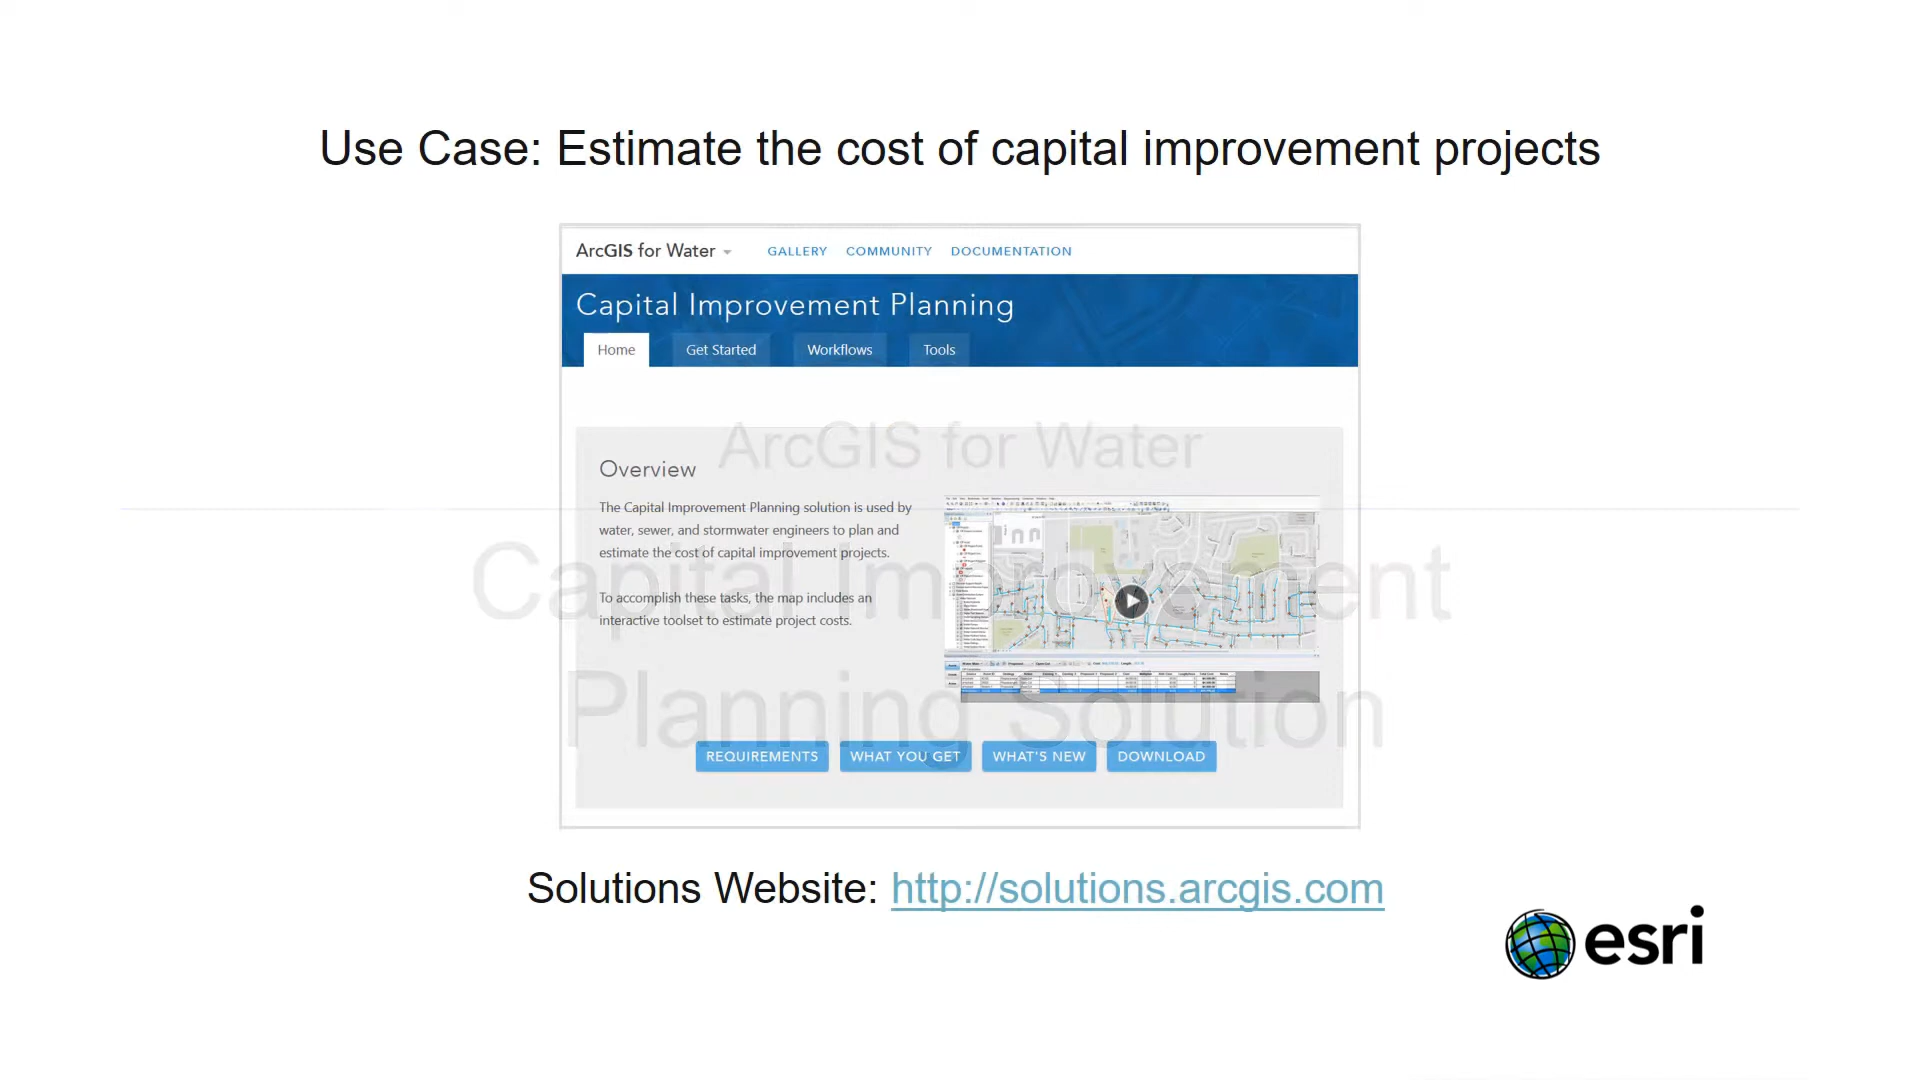 Use Case: Estimate the cost of capital improvement projects
ArcGIS for Water
GALLERY COMMUNITY DOCUMENTATION
Capital Improvement Planning
Home Get Started Workflows Tools
ArcGIS for Water
Overview
The Capital Improvement Planning solution is used by
water, sewer, and stormwater engineers to plan and
estimate the cost of capital improvement projects.
Capital Improvement
To accomplish these tasks, the map includes an
interactive toolset to estimate project costs.
Planning Solution
REQUIREMENTS WHAT YOU GET WHAT'S NEW DOWNLOAD
Solutions Website: http://solutions.arcgis.com
esri